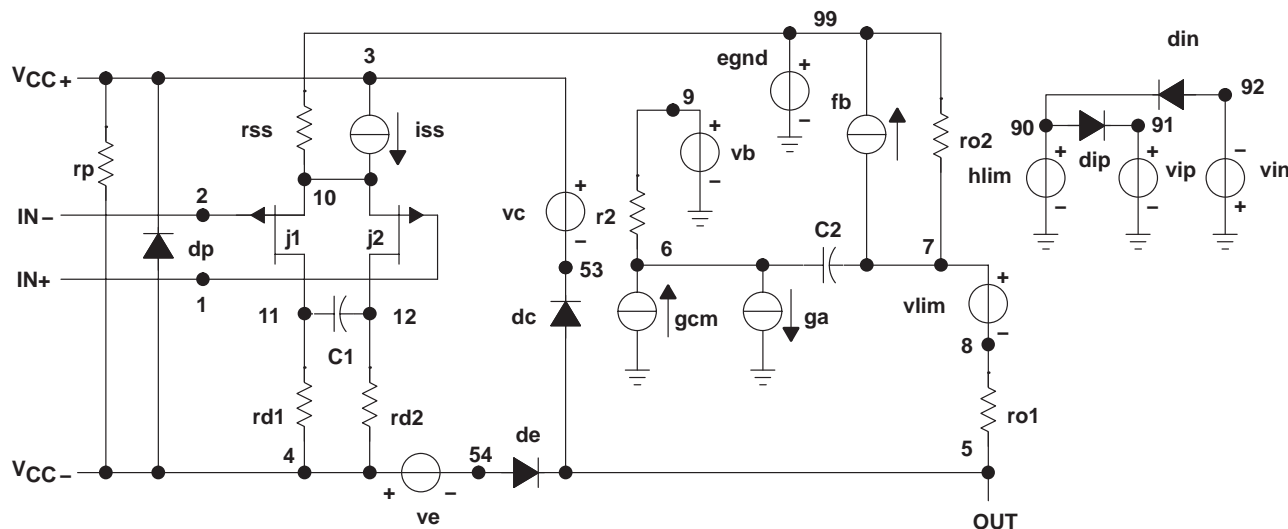 99
3
egnd
+
−
din
92
VCC+
9
fb
90
91
rss
iss
+
−
vb
ro2
dip
hlim
+
−
vip
+
−
vin
−
+
rp
2
10
IN−
r2
vc
+
−
j1
j2
C2
dp
6
7
IN+
1
53
11
12
gcm
ga
vlim
+
−
dc
8
C1
rd1
rd2
ro1
de
5
VCC−
4
54
+
−
ve
OUT